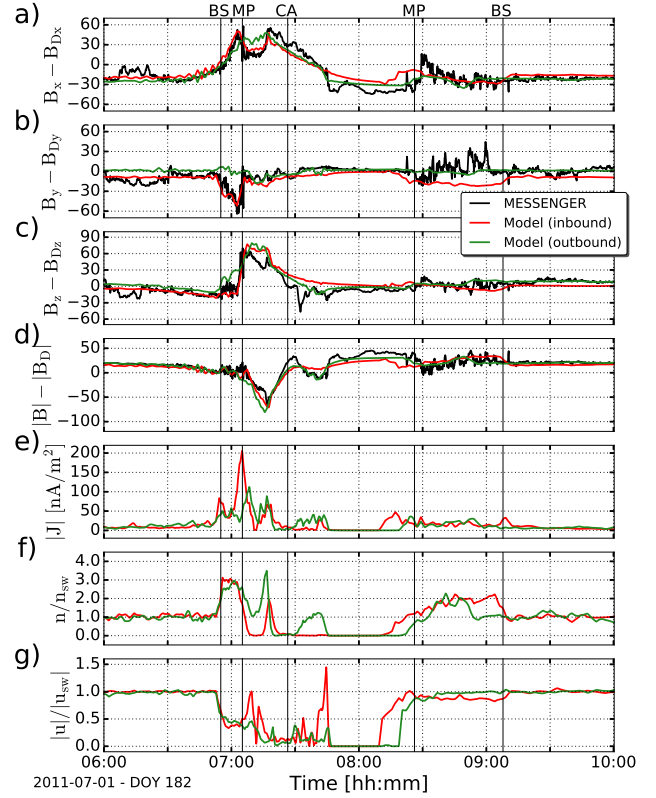 BS MP CA MP BS
a)
60
30
0
−30
−60
B_x − B_Dx
b)
60
30
0
−30
−60
B_y − B_Dy
MESSENGER
Model (inbound)
Model (outbound)
c)
90
60
30
0
−30
−60
B_z − B_Dz
d)
50
0
−50
−100
|B| − |B_D|
e)
200
150
100
50
0
|J| [nA/m²]
f)
4.0
3.0
2.0
1.0
0.0
n/n_sw
g)
1.5
1.0
0.5
0.0
|u|/|u_sw|
06:00 07:00 08:00 09:00 10:00
2011-07-01 - DOY 182 Time [hh:mm]